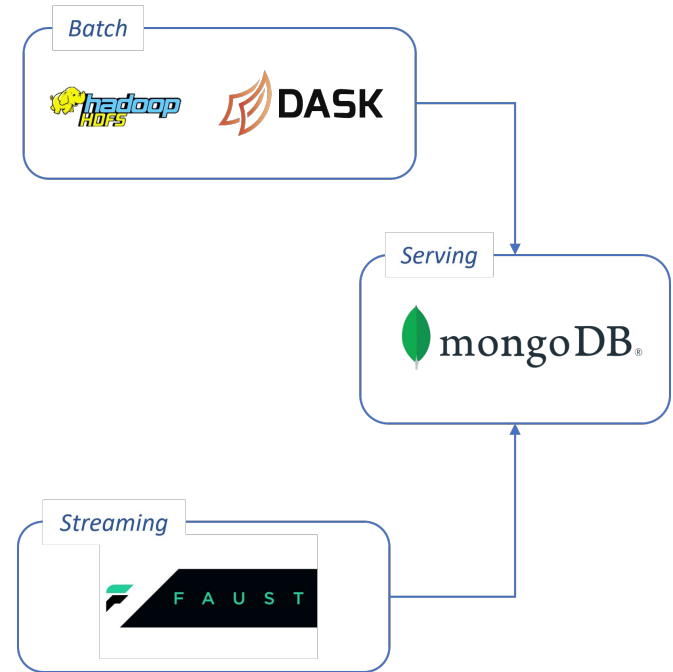 Batch
hadoop
HDFS
DASK
Serving
mongoDB®
Streaming
FAUST